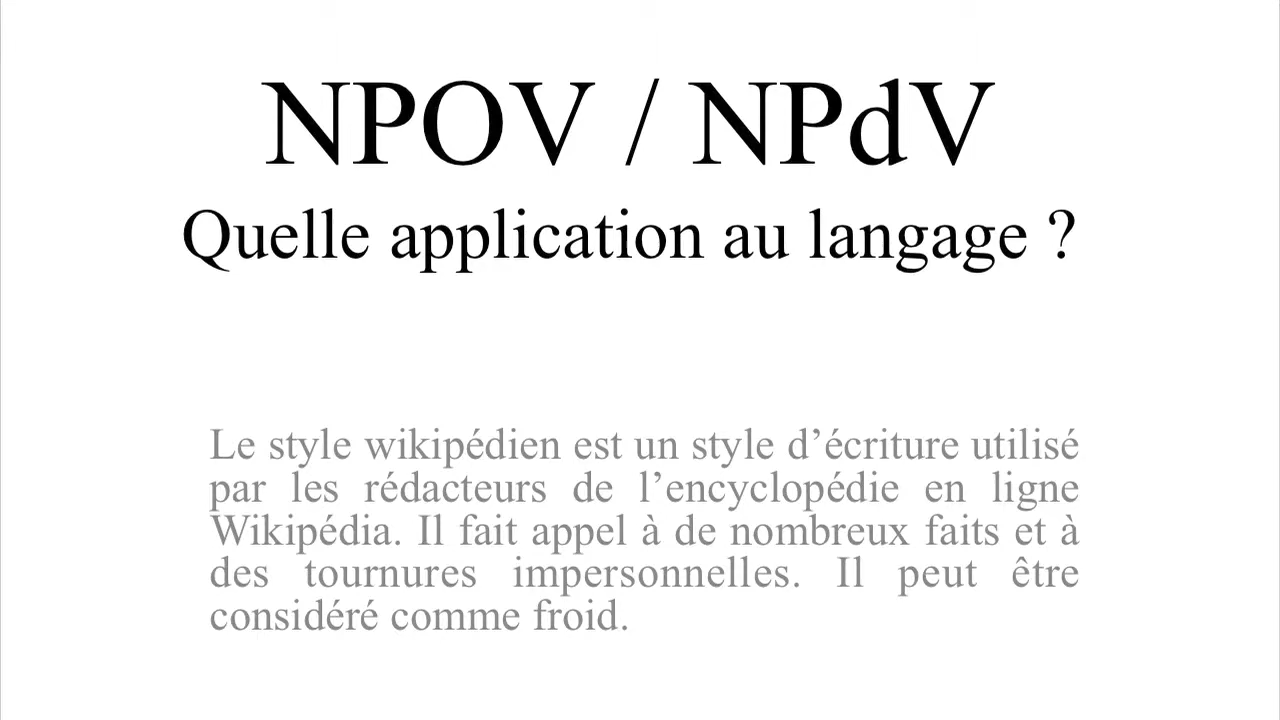 NPOV / NPdV
Quelle application au langage ?
Le style wikipédien est un style d’écriture utilisé
par les rédacteurs de l’encyclopédie en ligne
Wikipédia. Il fait appel à de nombreux faits et à
des tournures impersonnelles. Il peut être
considéré comme froid.